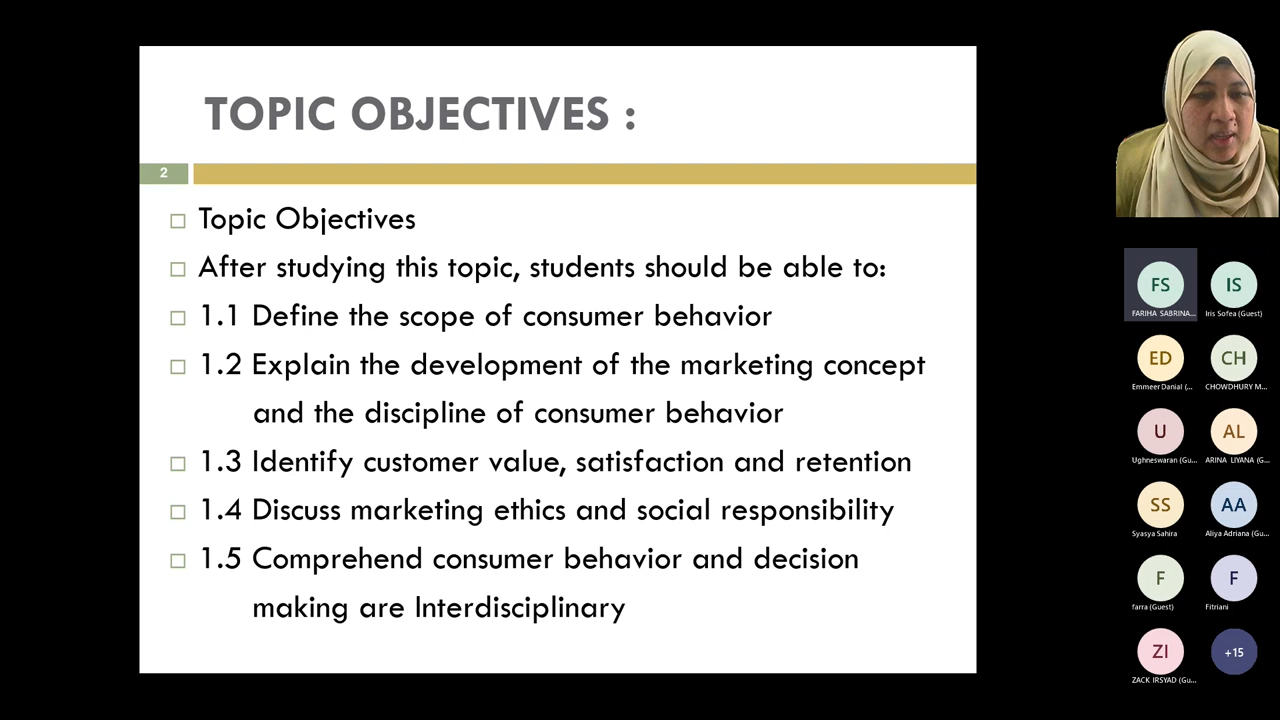 TOPIC OBJECTIVES :
2
Topic Objectives
After studying this topic, students should be able to:
1.1 Define the scope of consumer behavior
1.2 Explain the development of the marketing concept
and the discipline of consumer behavior
1.3 Identify customer value, satisfaction and retention
1.4 Discuss marketing ethics and social responsibility
1.5 Comprehend consumer behavior and decision
making are Interdisciplinary
FS
IS
FARIHA SABRINA...
Iris Sofea (Guest)
ED
CH
Emmeer Danial (...
CHOWDHURY M...
U
AL
Ughneswaran (Gu...
ARINA LIYANA (G...
SS
AA
Syasya Sahira
Aliya Adriana (Gu...
F
F
farra (Guest)
Fitriani
ZI
+15
ZACK IRSYAD (Gu...